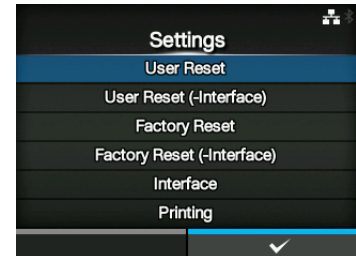 Settings
User Reset
User Reset (-Interface)
Factory Reset
Factory Reset (-Interface)
Interface
Printing